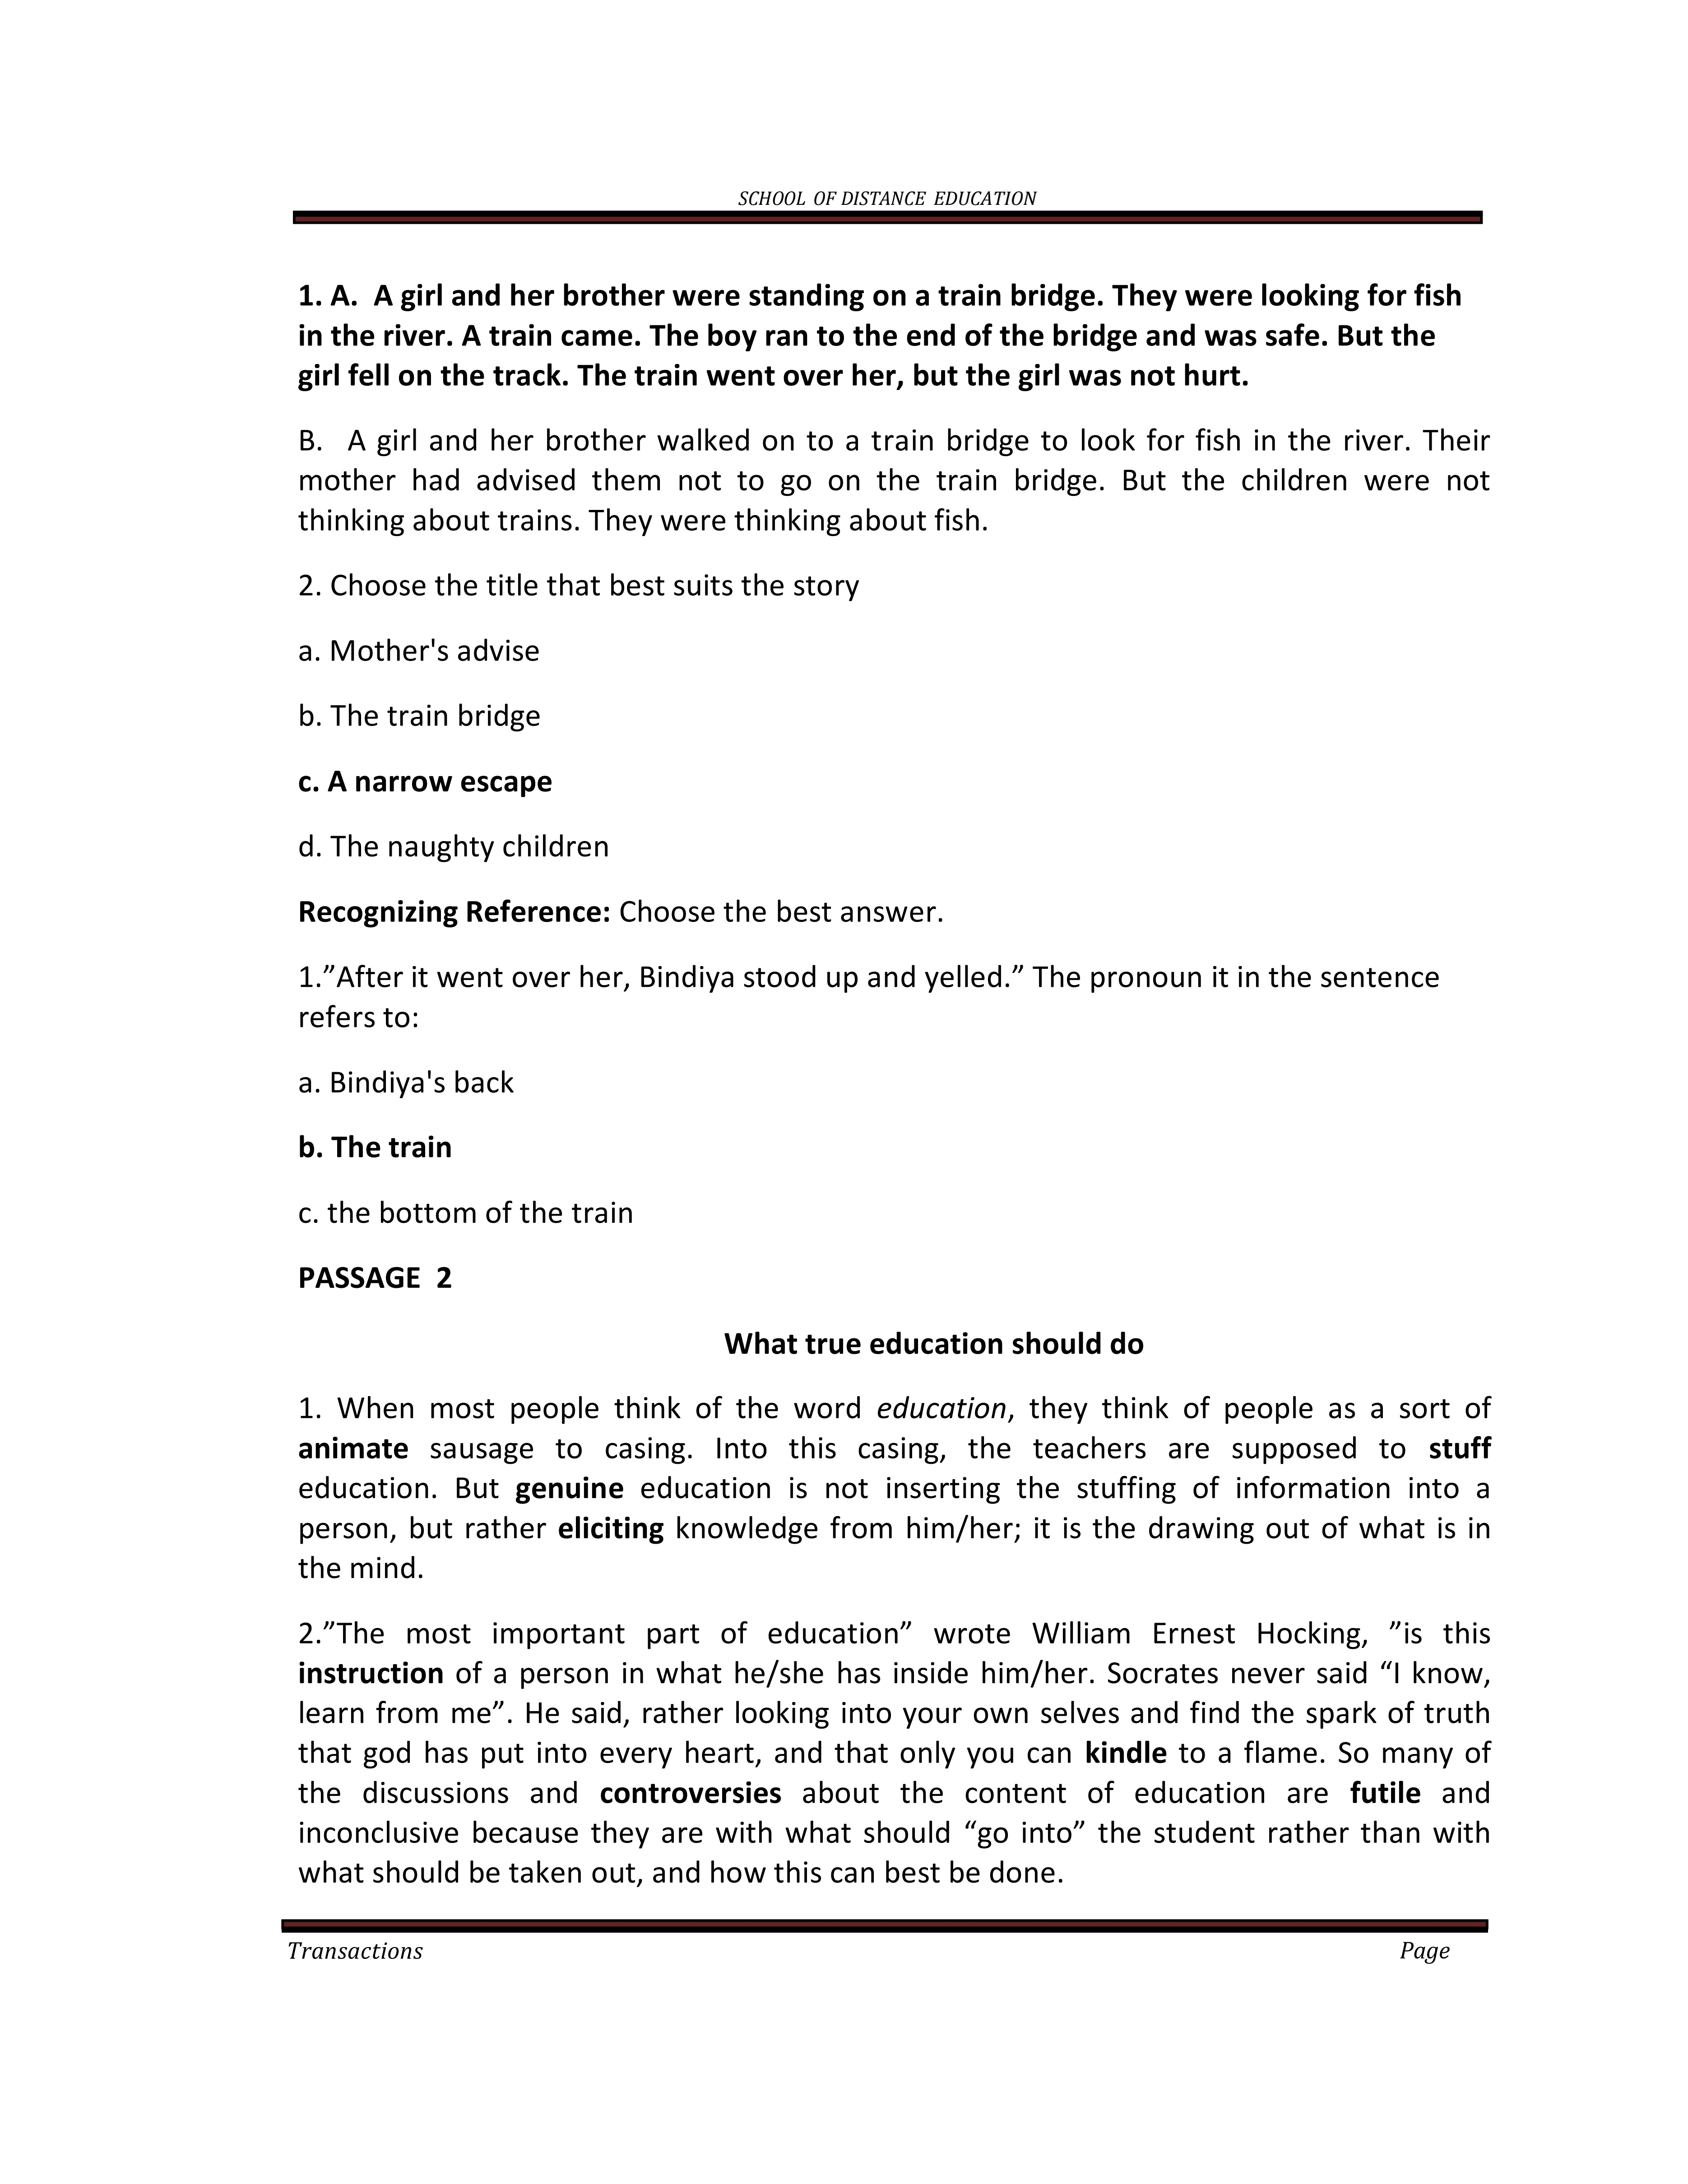 SCHOOL OF DISTANCE EDUCATION
1. A. A girl and her brother were standing on a train bridge. They were looking for fish
in the river. A train came. The boy ran to the end of the bridge and was safe. But the
girl fell on the track. The train went over her, but the girl was not hurt.
B. A girl and her brother walked on to a train bridge to look for fish in the river. Their
mother had advised them not to go on the train bridge. But the children were not
thinking about trains. They were thinking about fish.
2. Choose the title that best suits the story
a. Mother's advise
b. The train bridge
c. A narrow escape
d. The naughty children
Recognizing Reference: Choose the best answer.
1.”After it went over her, Bindiya stood up and yelled.” The pronoun it in the sentence
refers to:
a. Bindiya's back
b. The train
c. the bottom of the train
PASSAGE 2
What true education should do
1. When most people think of the word education, they think of people as a sort of
animate sausage to casing. Into this casing, the teachers are supposed to stuff
education. But genuine education is not inserting the stuffing of information into a
person, but rather eliciting knowledge from him/her; it is the drawing out of what is in
the mind.
2.”The most important part of education” wrote William Ernest Hocking, ”is this
instruction of a person in what he/she has inside him/her. Socrates never said “I know,
learn from me”. He said, rather looking into your own selves and find the spark of truth
that god has put into every heart, and that only you can kindle to a flame. So many of
the discussions and controversies about the content of education are futile and
inconclusive because they are with what should “go into” the student rather than with
what should be taken out, and how this can best be done.
Transactions Page